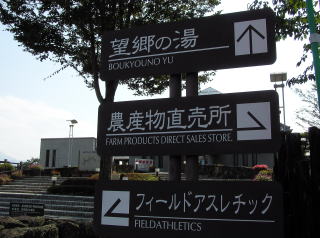 望郷の湯
BOUKYOUNO YU
農産物直売所
FARM PRODUCTS DIRECT SALES STORE
フィールドアスレチック
FIELDATHLETICS